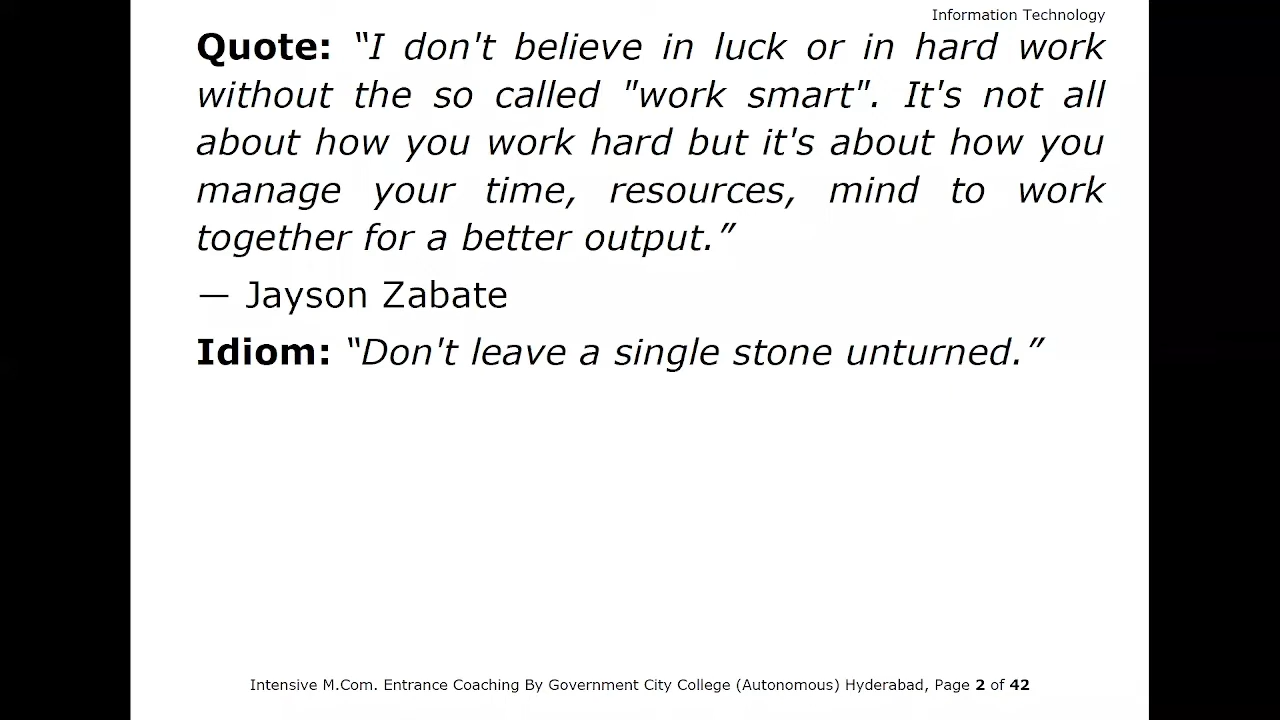 Information Technology
Quote: “I don't believe in luck or in hard work
without the so called "work smart". It's not all
about how you work hard but it's about how you
manage your time, resources, mind to work
together for a better output.”
— Jayson Zabate
Idiom: “Don't leave a single stone unturned.”
Intensive M.Com. Entrance Coaching By Government City College (Autonomous) Hyderabad, Page 2 of 42